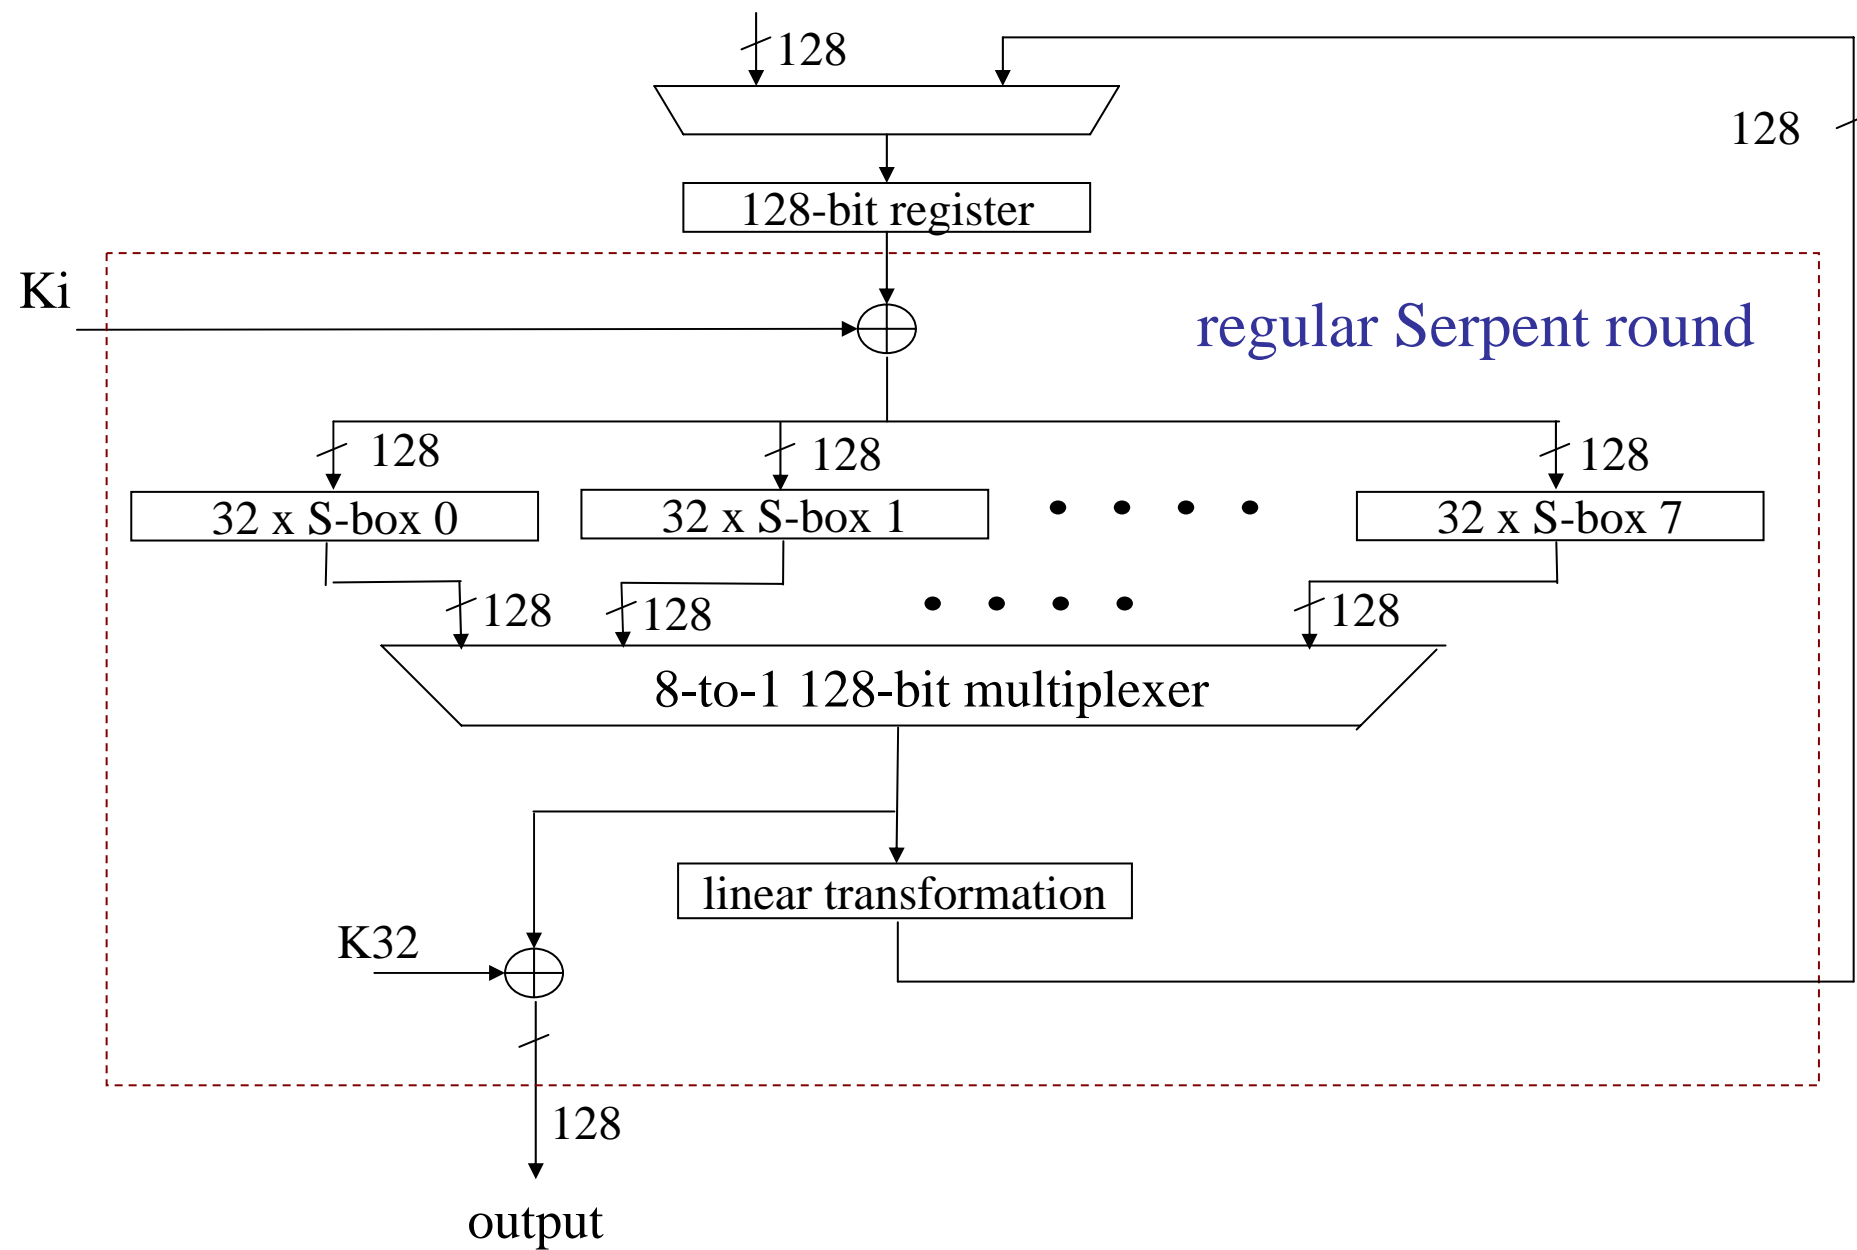 128
128
128-bit register
Ki
regular Serpent round
128
128
128
32 x S-box 0
32 x S-box 1
32 x S-box 7
128
128
128
8-to-1 128-bit multiplexer
linear transformation
K32
128
output